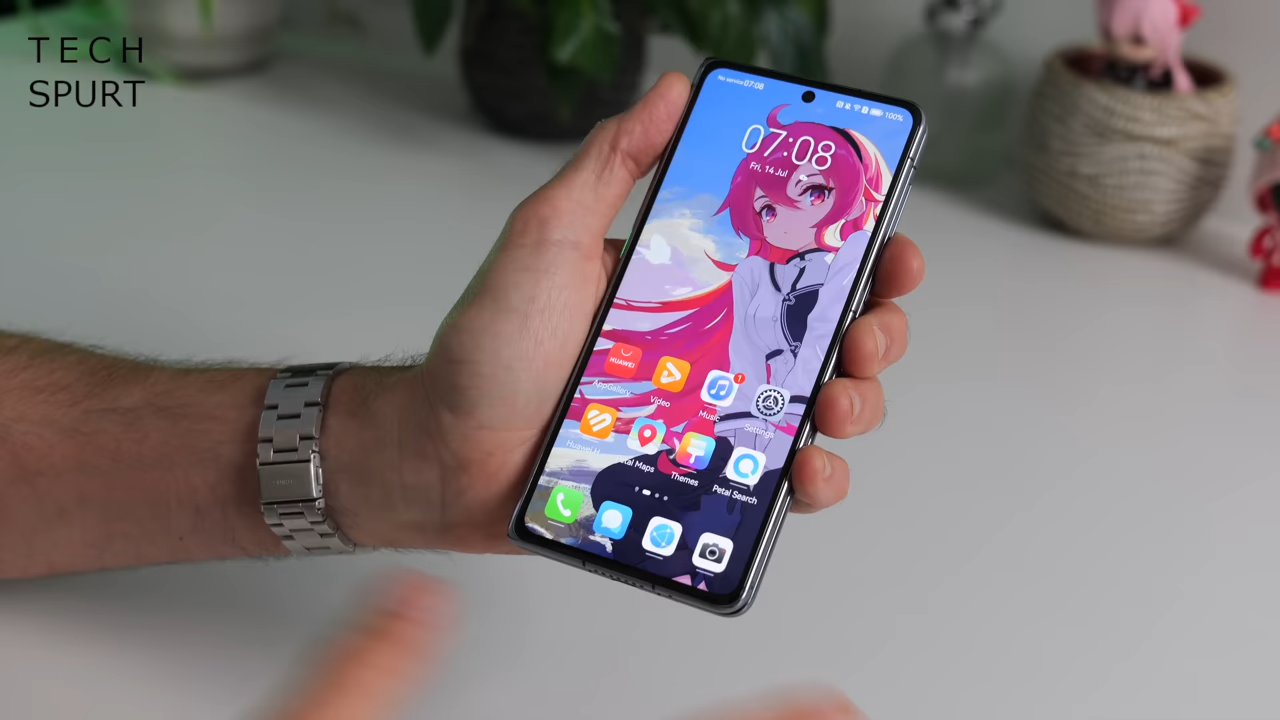 TECH
SPURT
No service 07:08
100%
07:08
Fri, 14 Jul
HUAWEI
AppGallery
Video
1
Music
Settings
Petal Search
Themes